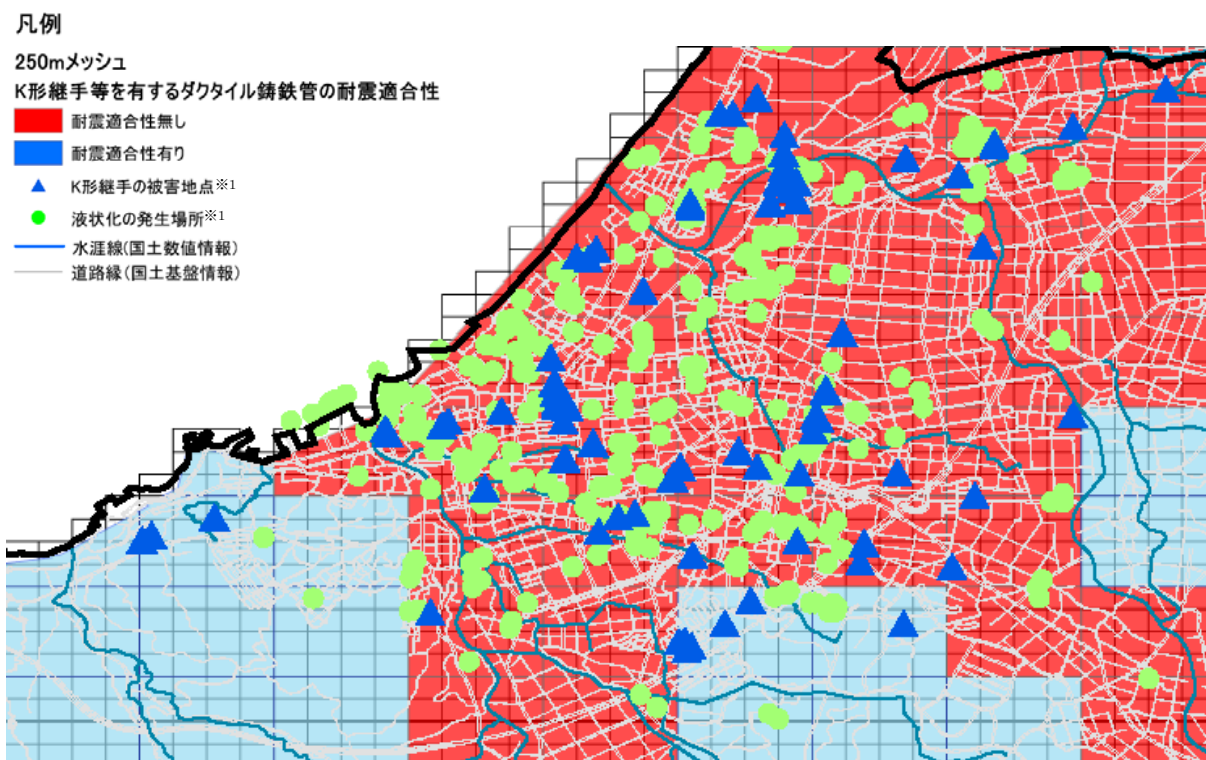 凡例
250mメッシュ
K形継手等を有するダクタイル鋳鉄管の耐震適合性
耐震適合性無し
耐震適合性有り
K形継手の被害地点※1
液状化の発生場所※1
水涯線(国土数値情報)
道路縁(国土基盤情報)